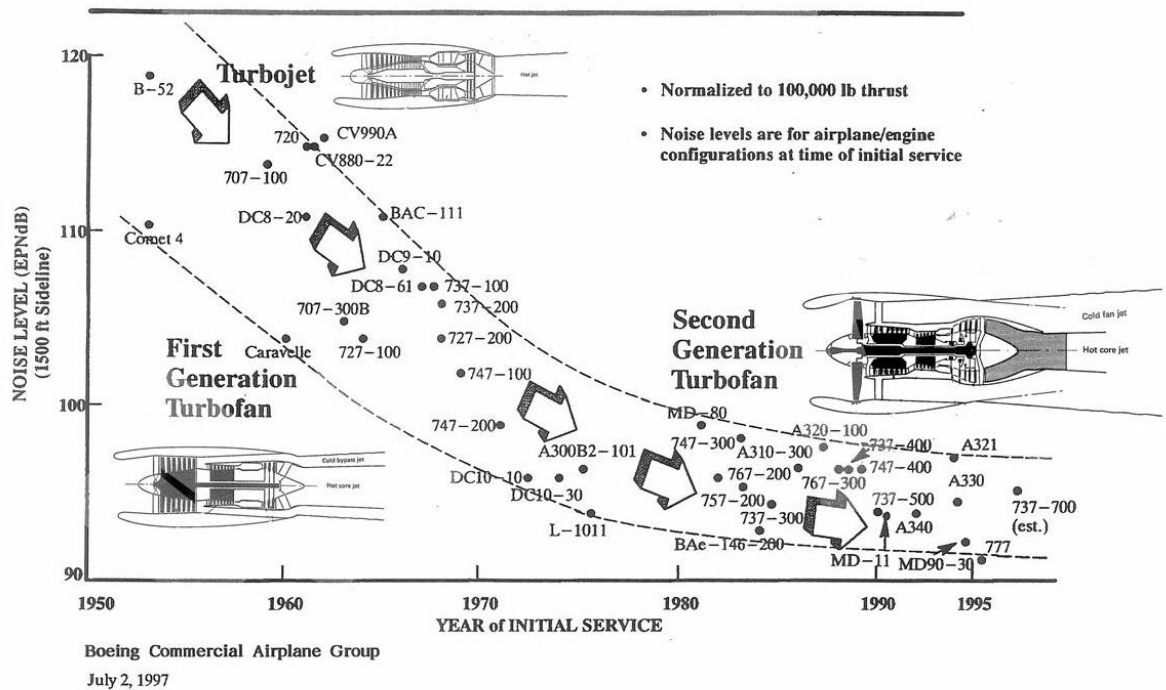 120
110
100
90
NOISE LEVEL (EPNdB)
(1500 ft Sideline)
Turbojet
Hot jet
• Normalized to 100,000 lb thrust
• Noise levels are for airplane/engine
configurations at time of initial service
B-52
720
CV990A
CV880-22
707-100
DC8-20
BAC-111
Comet 4
DC9-10
DC8-61
737-100
707-300B
737-200
Caravelle
727-100
727-200
First
Generation
Turbofan
747-100
Second
Generation
Turbofan
Cold fan jet
Hot core jet
Cold bypass jet
Hot core jet
747-200
A300B2-101
DC10-10
DC10-30
L-1011
MD-80
747-300
A310-300
A320-100
737-400
747-400
A321
767-200
767-300
757-200
737-300
BAe-146-200
737-500
A340
A330
737-700
(est.)
MD-11
MD90-30
777
1950
1960
1970
1980
1990
1995
YEAR of INITIAL SERVICE
Boeing Commercial Airplane Group
July 2, 1997